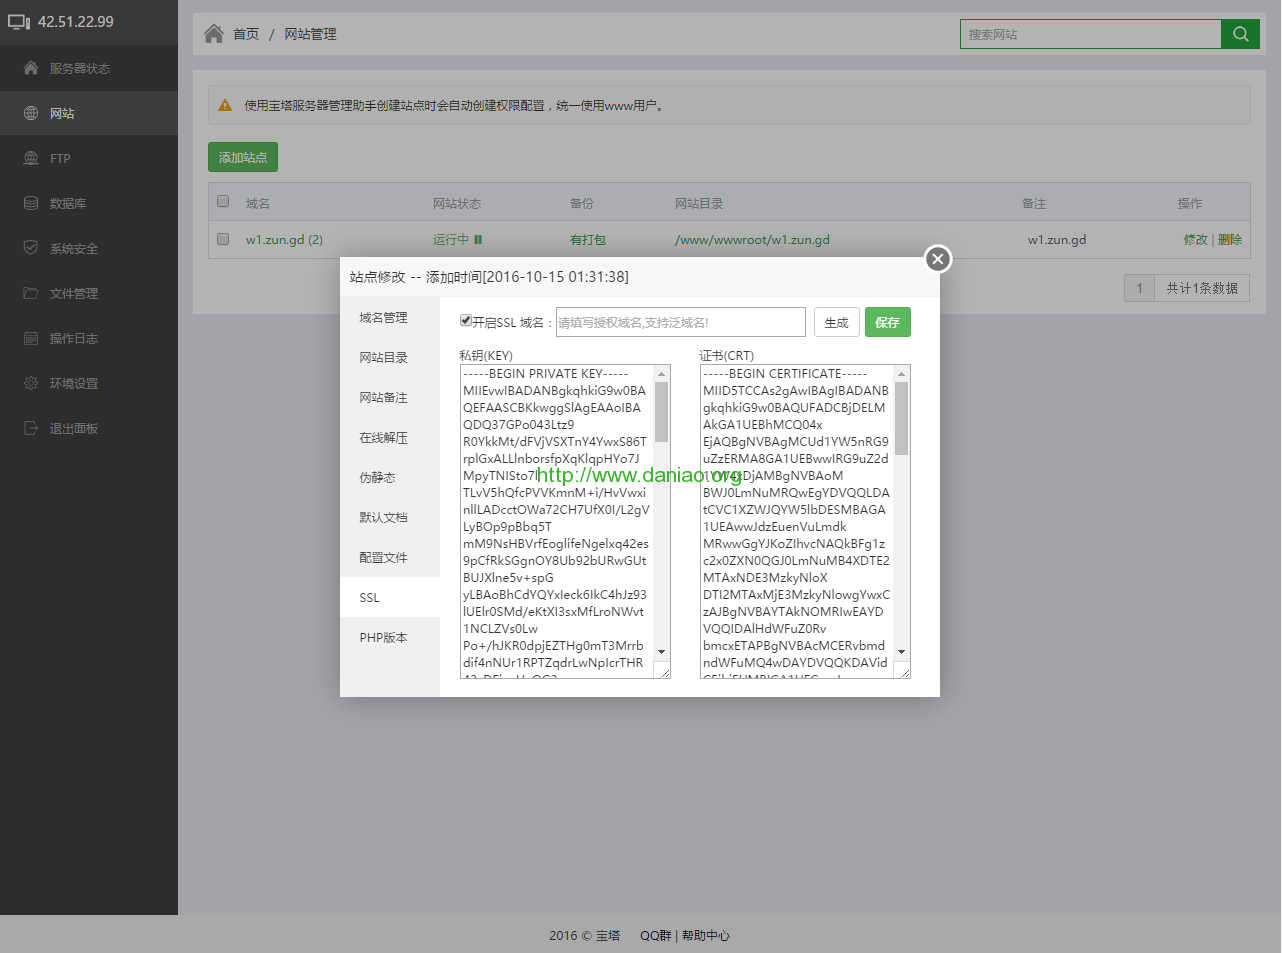 42.51.22.99
服务器状态
网站
FTP
数据库
系统安全
文件管理
操作日志
环境设置
退出面板
首页 / 网站管理
搜索网站
使用宝塔服务器管理助手创建站点时会自动创建权限配置，统一使用www用户。
添加站点
域名 网站状态 备份 网站目录 备注 操作
w1.zun.gd (2) 运行中 有打包 /www/wwwroot/w1.zun.gd w1.zun.gd 修改 | 删除
1 共计1条数据
站点修改 -- 添加时间[2016-10-15 01:31:38]
域名管理
网站目录
网站备注
在线解压
伪静态
默认文档
配置文件
SSL
PHP版本
开启SSL 域名： 请填写授权域名,支持泛域名! 生成 保存
私钥(KEY)
-----BEGIN PRIVATE KEY-----
MIIEvwIBADANBgkqhkiG9w0BA
QEFAASCBKkwggSlAgEAAoIBA
QDQ37GPo043Ltz9
R0YkkMt/dFVjVSXTnY4YwxS86T
rplGxALLlnborsfpXqKlqpHYo7J
MpyTNISto7l
TLvV5hQfcPVVKmnM+i/HvVwxi
nllLADcctOWa72CH7UfX0I/L2gV
LyBOp9pBbq5T
mM9NsHBVrfEoglifeNgelxq42es
9pCfRkSGgnOY8Ub92bURwGUt
BUJXlne5v+spG
yLBAoBhCdYQYxIeck6IkC4hJz93
lUElr0SMd/eKtXI3sxMfLroNWvt
1NCLZVs0Lw
Po+/hJKR0dpjEZTHg0mT3Mrrb
dif4nNUr1RPTZqdrLwNpIcrTHR
证书(CRT)
-----BEGIN CERTIFICATE-----
MIID5TCCAs2gAwIBAgIBADANB
gkqhkiG9w0BAQUFADCBjDELM
AkGA1UEBhMCQ04x
EjAQBgNVBAgMCUd1YW5nRG9
uZzERMA8GA1UEBwwIRG9uZ2d
1YW4xDjAMBgNVBAoM
BWJ0LmNuMRQwEgYDVQQLDA
tCVC1XZWJQYW5lbDESMBAGA
1UEAwwJdzEuenVuLmdk
MRwwGgYJKoZIhvcNAQkBFg1z
c2x0ZXN0QGJ0LmNuMB4XDTE2
MTAxNDE3MzkyNloX
DTI2MTAxMjE3MzkyNlowgYwxC
zAJBgNVBAYTAkNOMRIwEAYD
VQQIDAlHdWFuZ0Rv
bmcxETAPBgNVBAcMCERvbmd
ndWFuMQ4wDAYDVQQKDAVid
http://www.daniao.org
2016 © 宝塔 QQ群 | 帮助中心